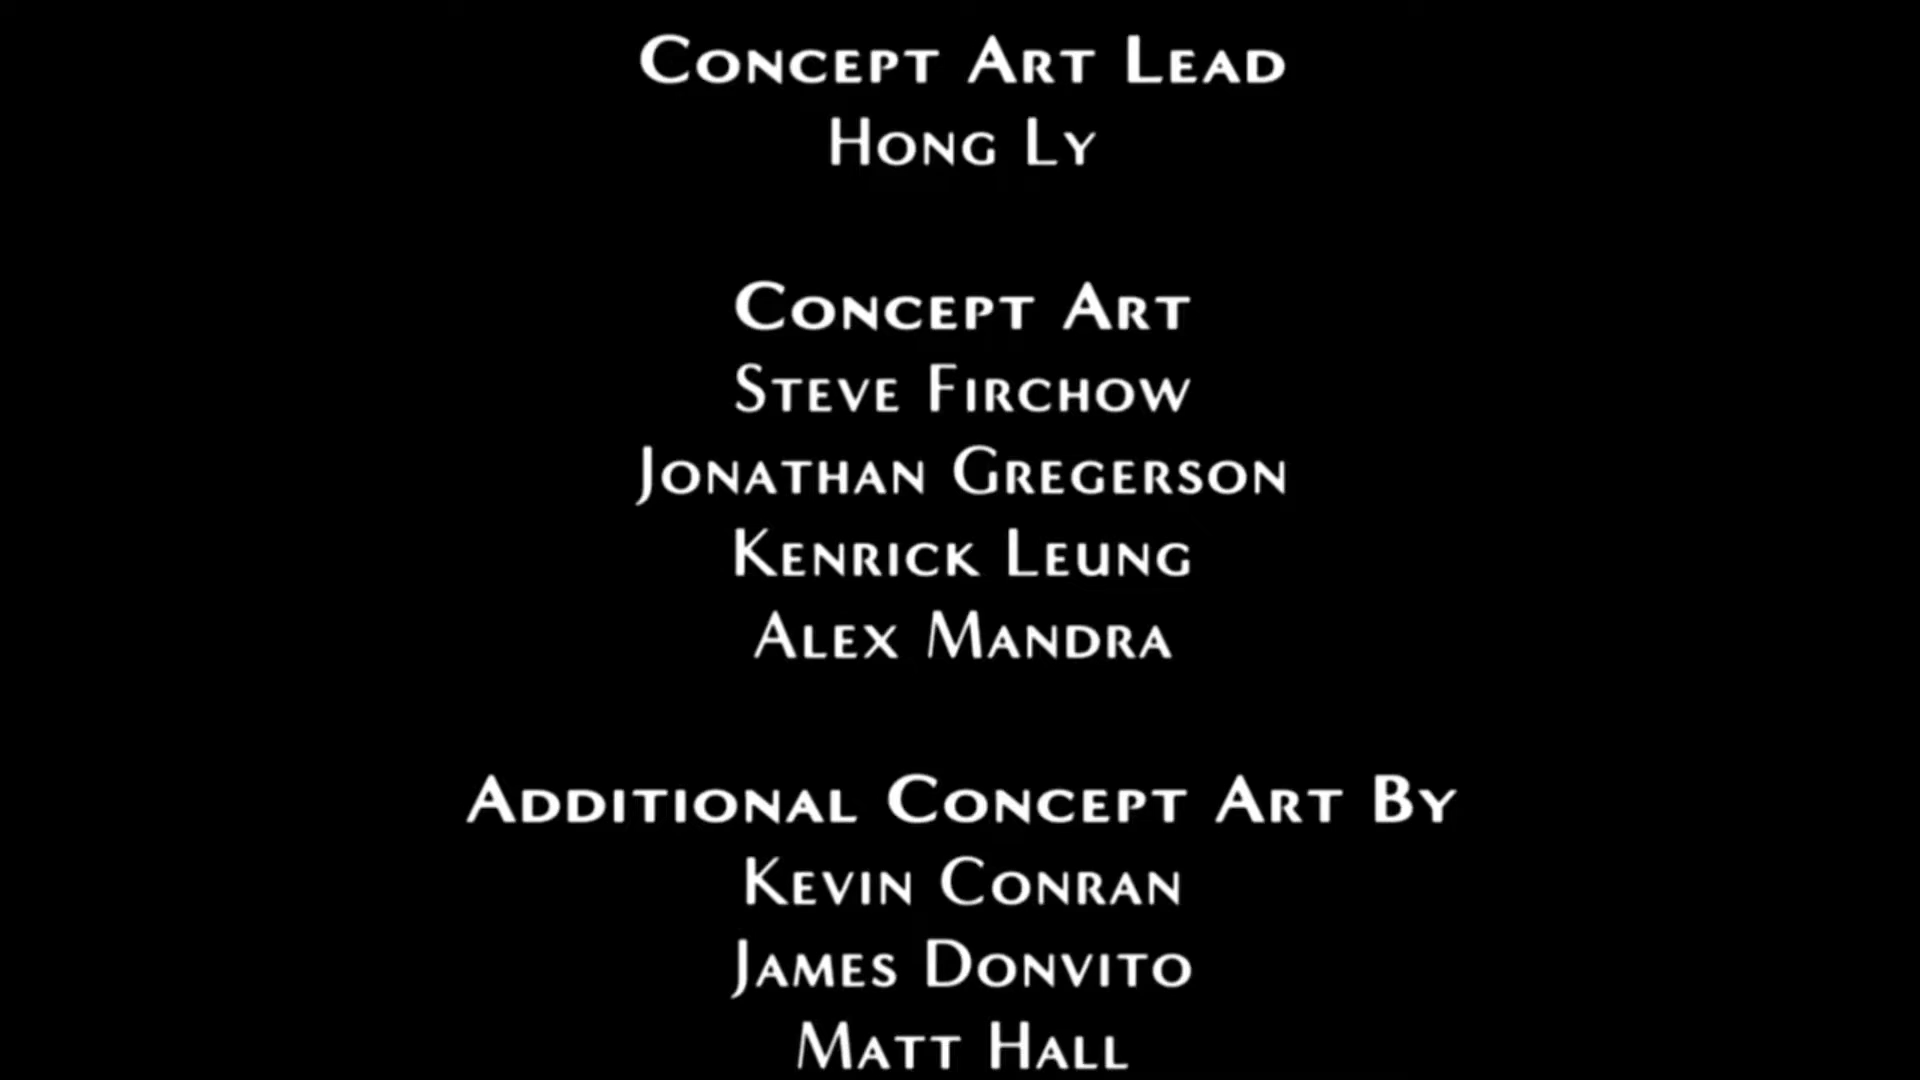 Concept Art Lead
Hong Ly
Concept Art
Steve Firchow
Jonathan Gregerson
Kenrick Leung
Alex Mandra
Additional Concept Art By
Kevin Conran
James Donvito
Matt Hall